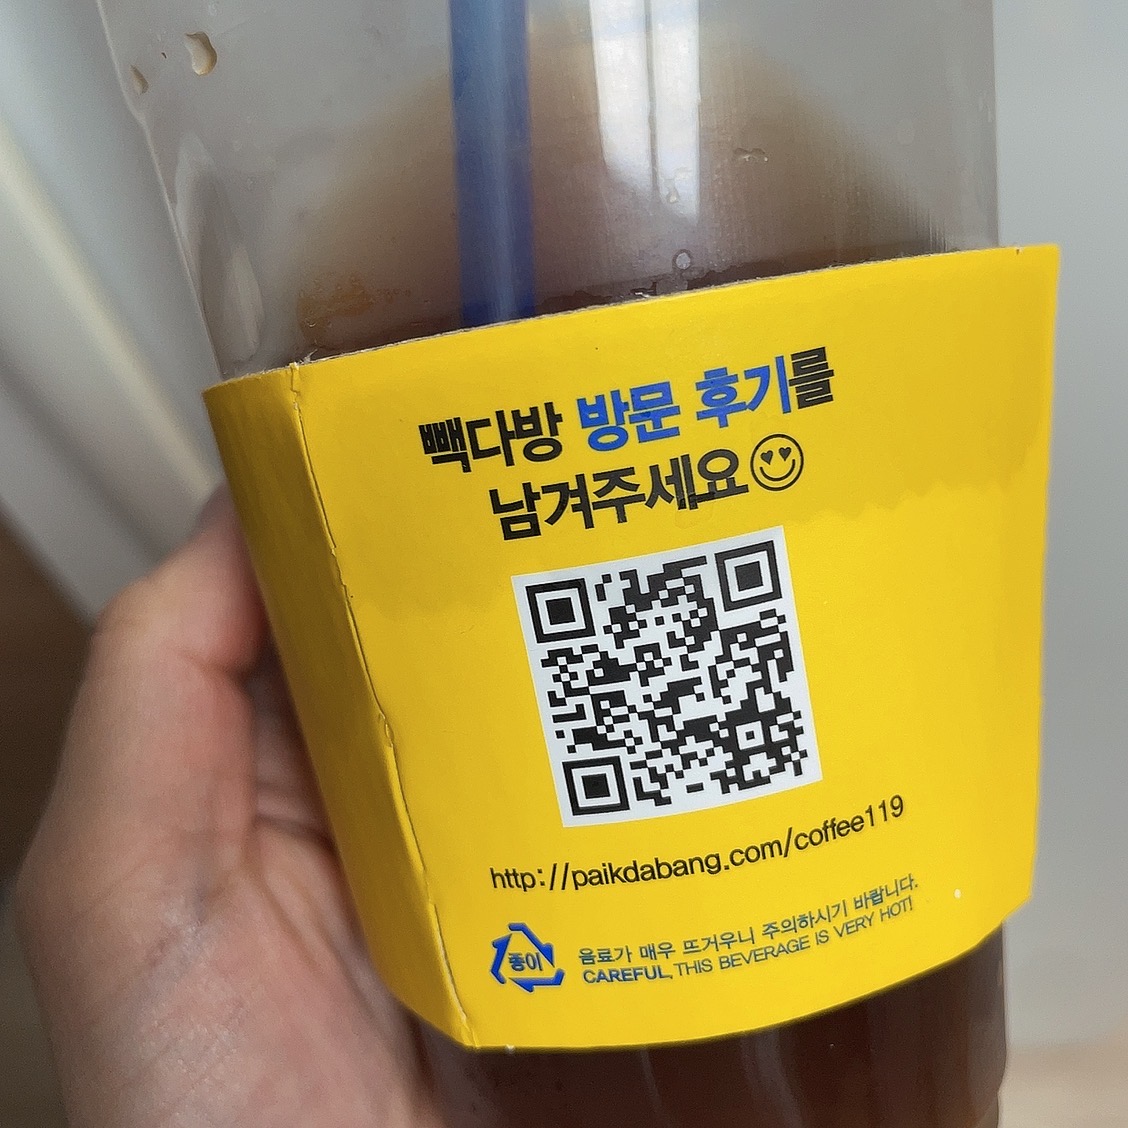 빽다방 방문 후기를
남겨주세요
http://paikdabang.com/coffee119
종이
음료가 매우 뜨거우니 주의하시기 바랍니다.
CAREFUL, THIS BEVERAGE IS VERY HOT!